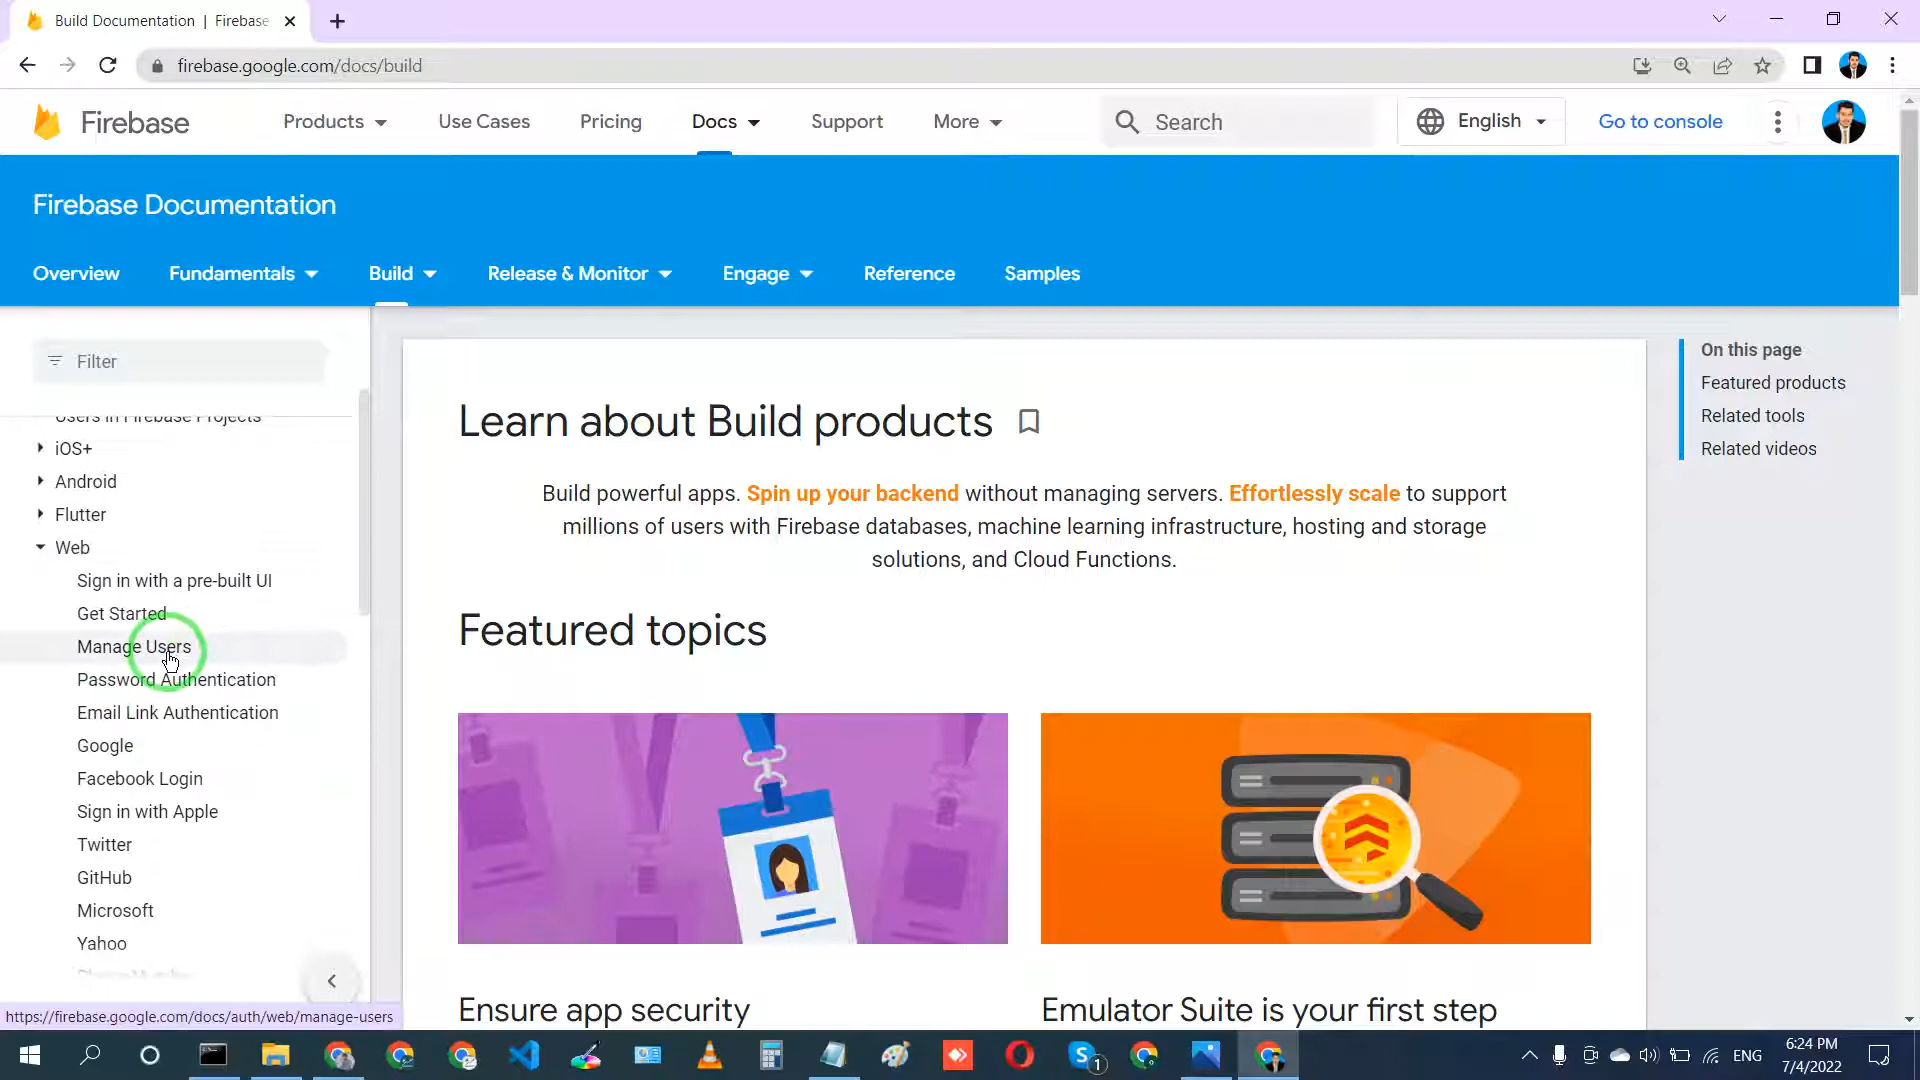 Build Documentation | Firebase
firebase.google.com/docs/build
Firebase
Products
Use Cases
Pricing
Docs
Support
More
Search
English
Go to console
Firebase Documentation
Overview
Fundamentals
Build
Release & Monitor
Engage
Reference
Samples
Filter
Users in Firebase Projects
iOS+
Android
Flutter
Web
Sign in with a pre-built UI
Get Started
Manage Users
Password Authentication
Email Link Authentication
Google
Facebook Login
Sign in with Apple
Twitter
GitHub
Microsoft
Yahoo
Learn about Build products
Build powerful apps. Spin up your backend without managing servers. Effortlessly scale to support
millions of users with Firebase databases, machine learning infrastructure, hosting and storage
solutions, and Cloud Functions.
Featured topics
Ensure app security
Emulator Suite is your first step
On this page
Featured products
Related tools
Related videos
https://firebase.google.com/docs/auth/web/manage-users
1
ENG
6:24 PM
7/4/2022